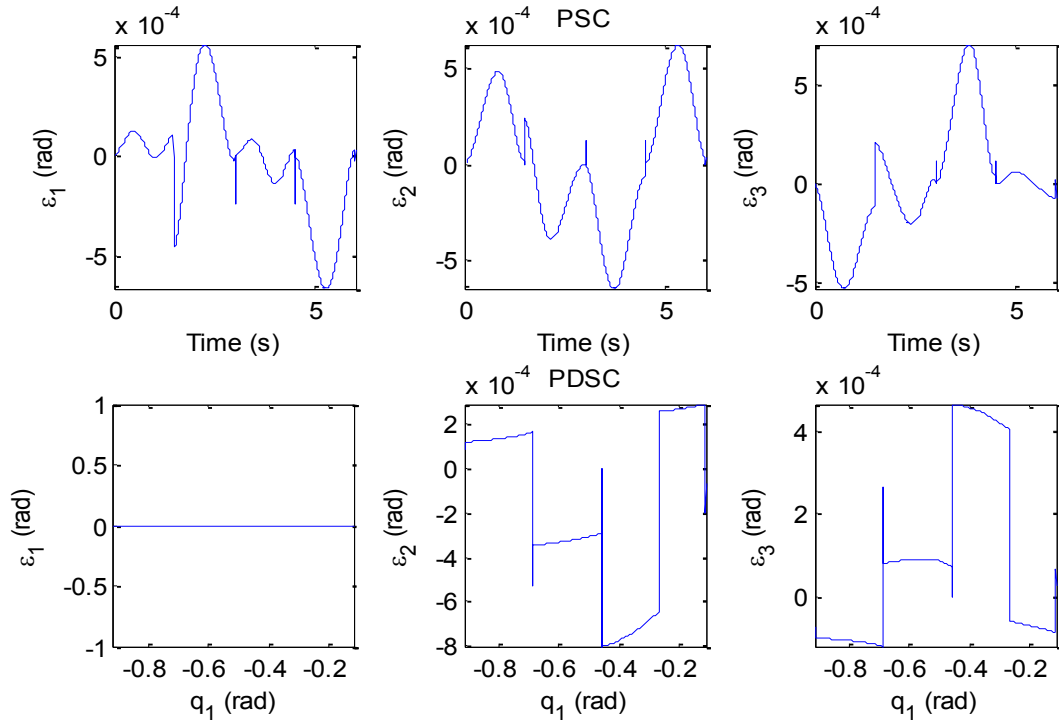 x 10-4
PSC
x 10-4
x 10-4
ε1 (rad)
5
0
-5
0
5
Time (s)
ε2 (rad)
5
0
-5
0
5
Time (s)
ε3 (rad)
5
0
-5
0
5
Time (s)
x 10-4
PDSC
x 10-4
ε1 (rad)
1
0.5
0
-0.5
-1
-0.8
-0.6
-0.4
-0.2
q1 (rad)
ε2 (rad)
2
0
-2
-4
-6
-8
-0.8
-0.6
-0.4
-0.2
q1 (rad)
ε3 (rad)
4
2
0
-0.8
-0.6
-0.4
-0.2
q1 (rad)